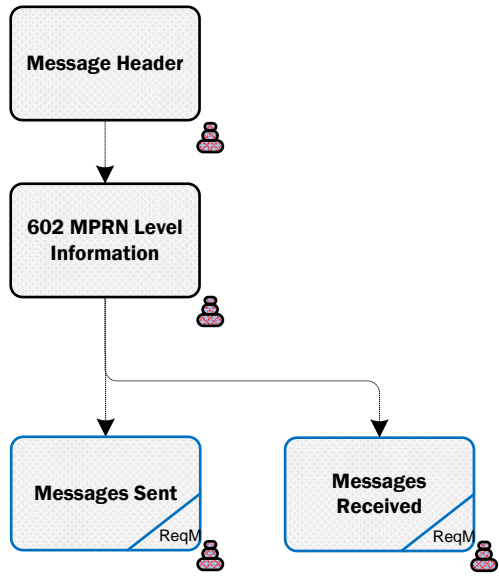 Message Header
602 MPRN Level
Information
Messages Sent
ReqM
Messages
Received
ReqM